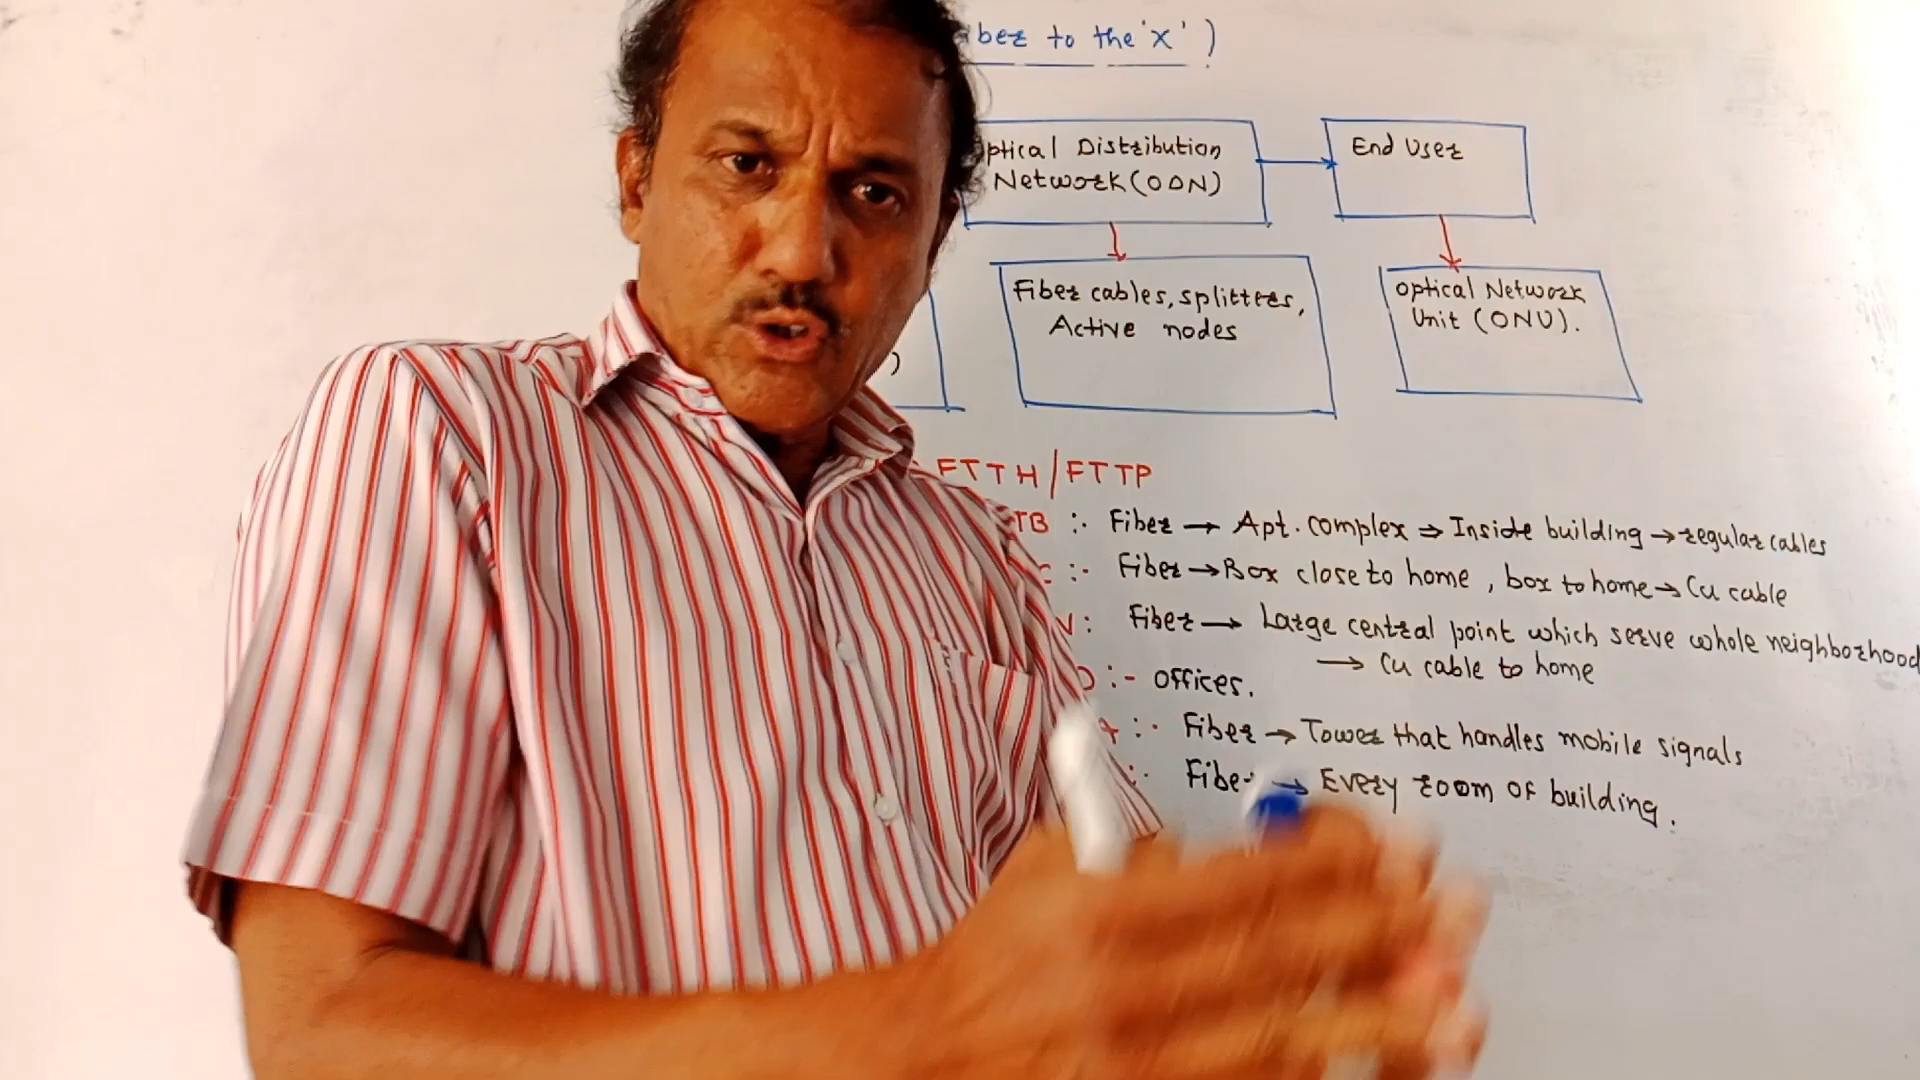 to the 'x' )
Distribution
Network (ODN)
End User
Fiber cables, splitters,
Active nodes
Optical Network
Unit (ONU).
)
FTTH/FTTP
TB :- Fiber → Apt. complex ⇒ Inside building → regular cables
:- Fiber → Box close to home, box to home → Cu cable
: Fiber → Large central point which serve whole neighborhood
→ Cu cable to home
:- offices.
:- Fiber → Tower that handles mobile signals
:- Fiber → Every room of building.